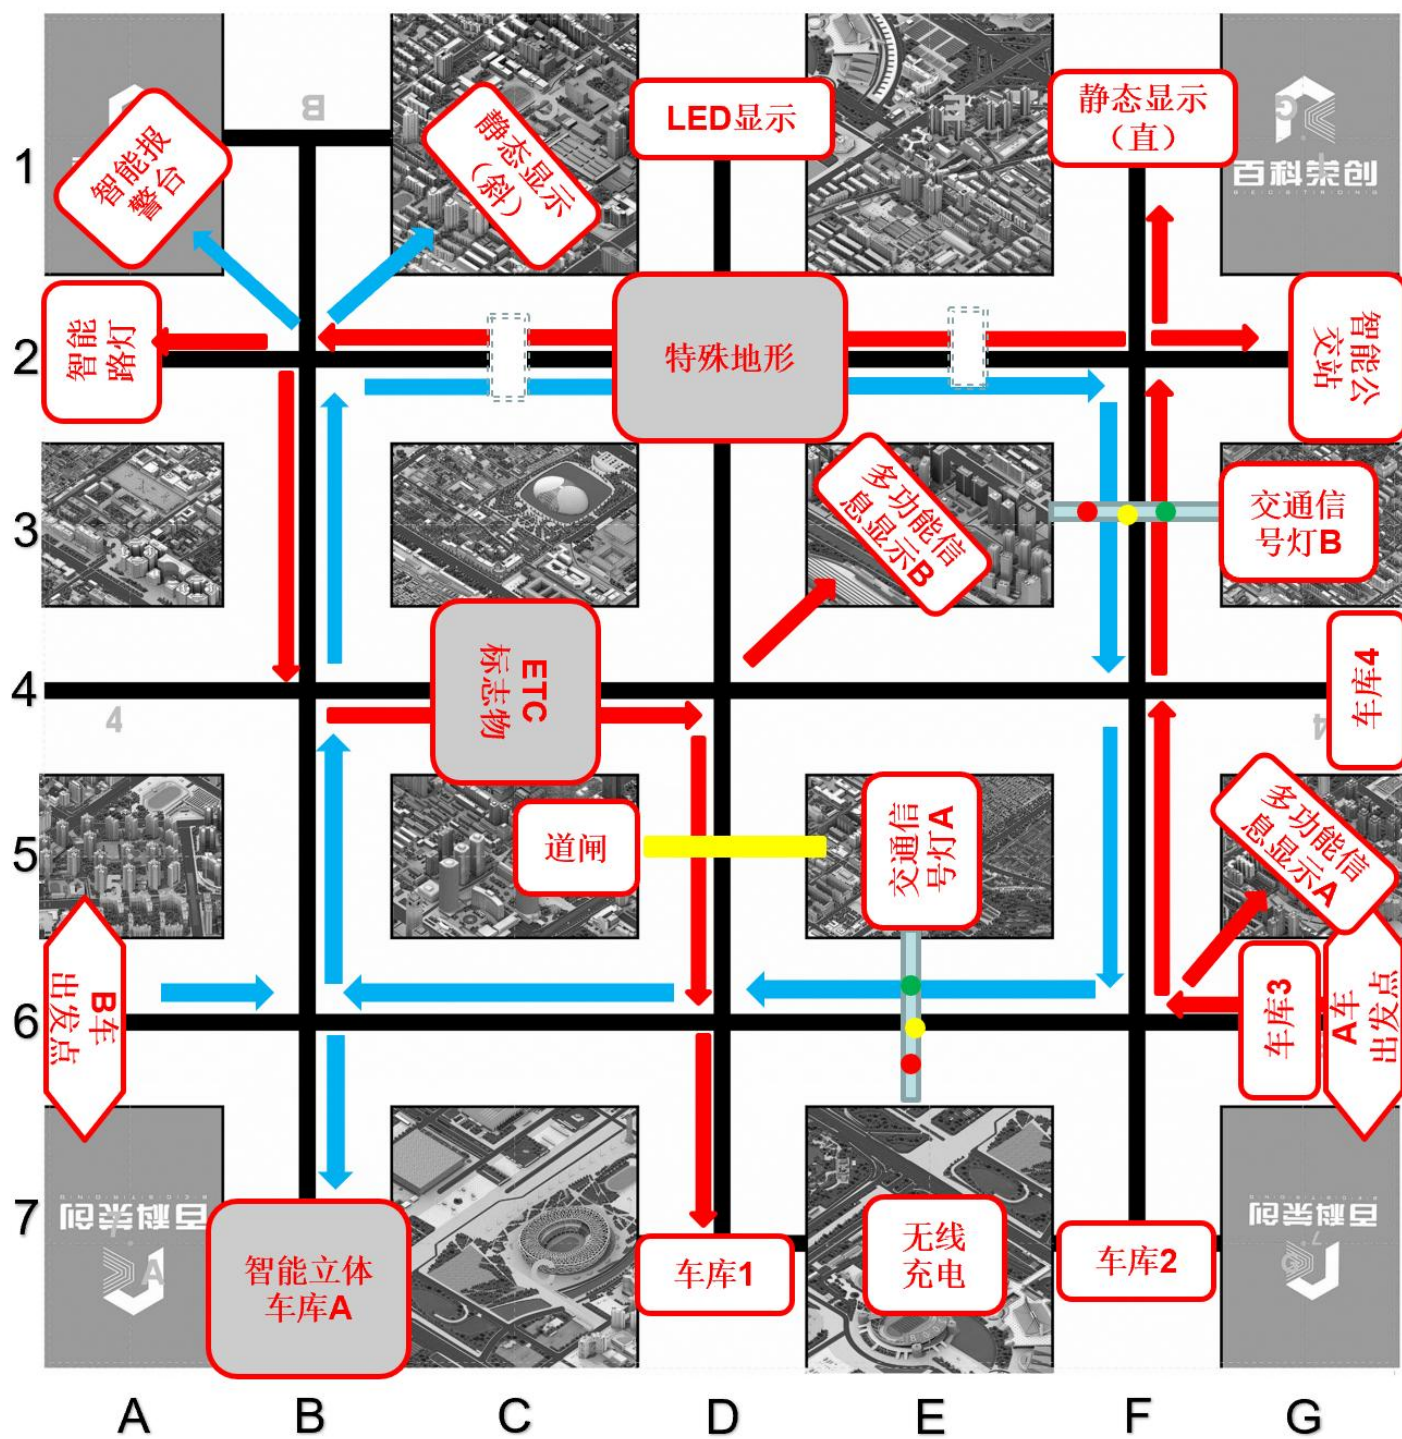 B
E
G
智能报
警台
静态显示
（斜）
LED显示
静态显示
（直）
百科荣创
1
智能
路灯
2
特殊地形
智能公
交站
3
3
多功能信
息显示B
交通信
号灯B
4
4
ETC
标志物
车库4
4
5
5
道闸
交通信
号灯A
多功能信
息显示A
B车
出发点
6
车库3
A车
出发点
7
百科荣创
A
智能立体
车库A
C
车库1
无线
充电
车库2
百科荣创
7
G
A
B
C
D
E
F
G